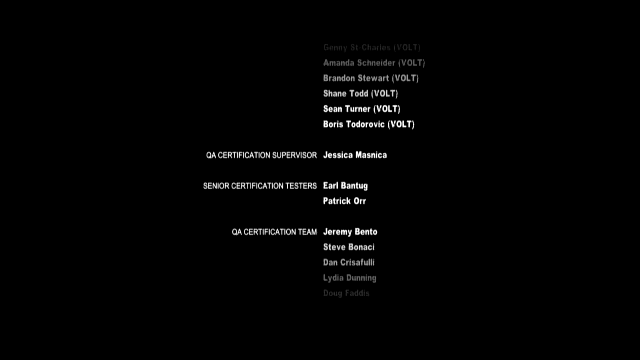 Genny St Charles (VOLT)
Amanda Schneider (VOLT)
Brandon Stewart (VOLT)
Shane Todd (VOLT)
Sean Turner (VOLT)
Boris Todorovic (VOLT)
QA CERTIFICATION SUPERVISOR Jessica Masnica
SENIOR CERTIFICATION TESTERS Earl Bantug
Patrick Orr
QA CERTIFICATION TEAM Jeremy Bento
Steve Bonaci
Dan Crisafulli
Lydia Dunning
Doug Faddis